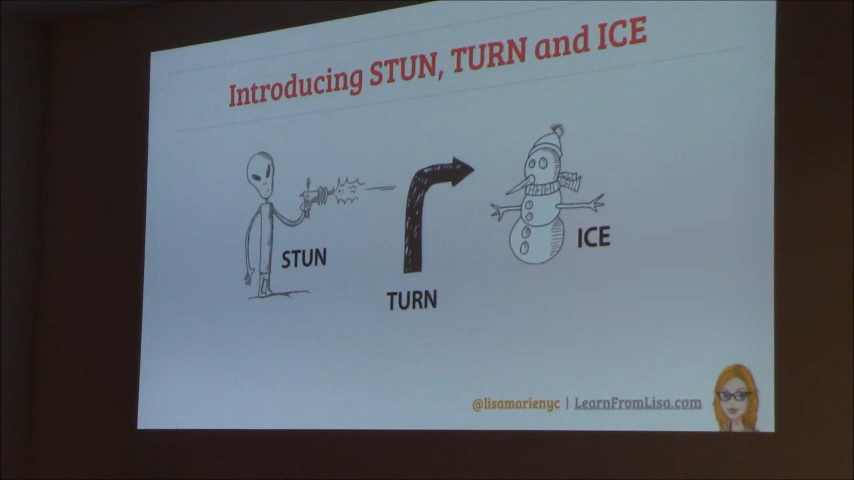 Introducing STUN, TURN and ICE
STUN
TURN
ICE
@lisamarienyc | LearnFromLisa.com